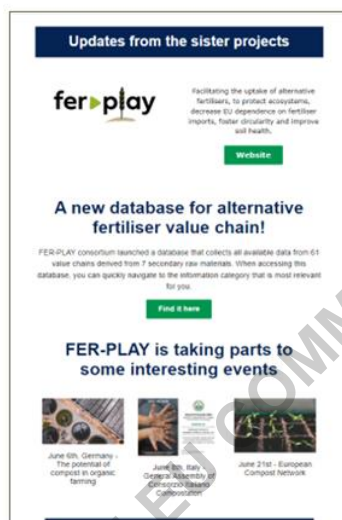 Updates from the sister projects
fer play
Facilitating the uptake of alternative
fertilisers, to protect ecosystems,
decrease EU dependence on fertiliser
imports, foster circularity and improve
soil health.
Website
A new database for alternative
fertiliser value chain!
FER-PLAY consortium launched a database that collects all available data from 61
value chains derived from 7 secondary raw materials. When accessing this
database, you can quickly navigate to the information category that is most relevant
for you.
Find it here
FER-PLAY is taking parts to
some interesting events
June 6th, Germany -
The potential of
compost in organic
farming
June 8th, Italy -
General Assembly of
Consorzio Italiano
Compostatori
June 21st - European
Compost Network
EU COMM